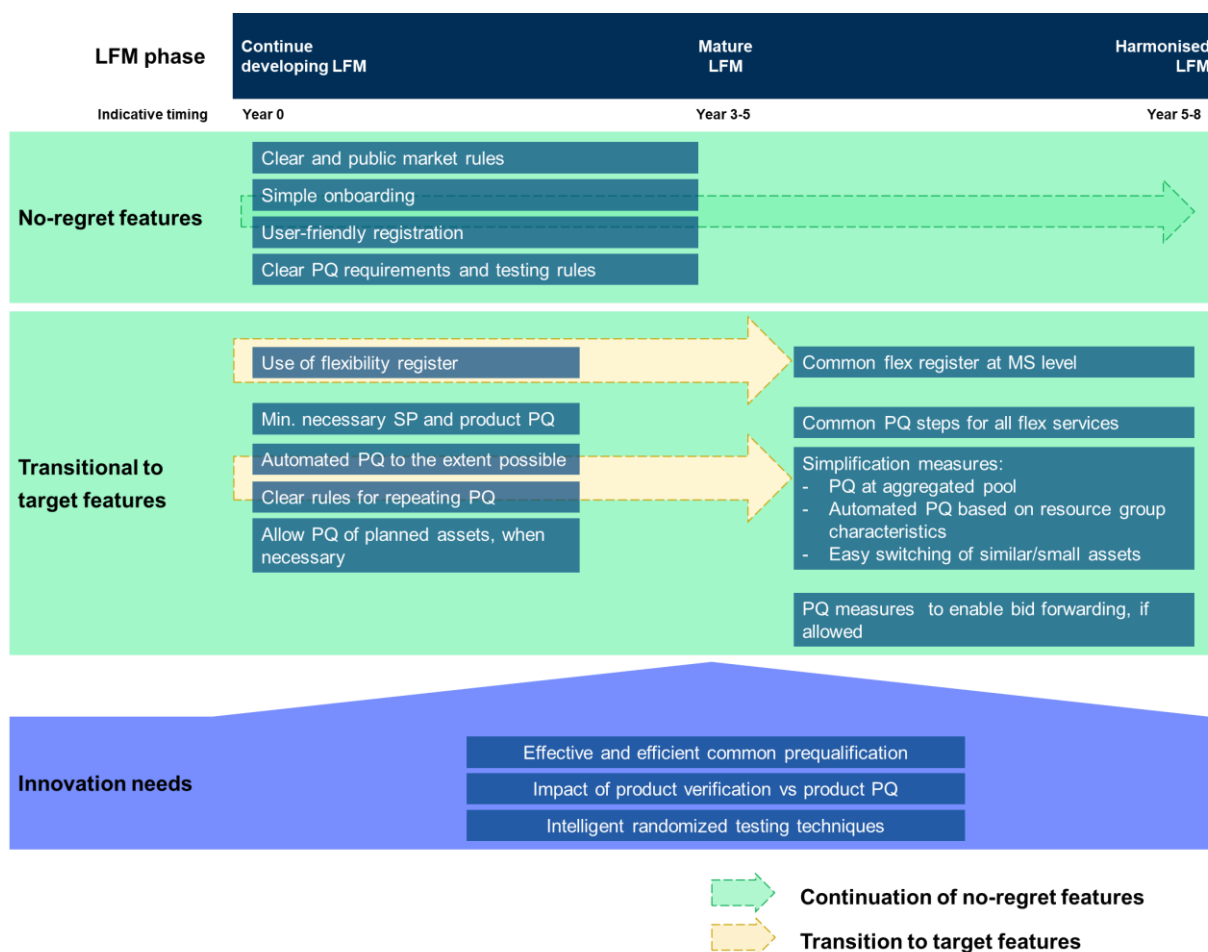 LFM phase
Continue
developing LFM
Mature
LFM
Harmonised
LFM
Indicative timing
Year 0
Year 3-5
Year 5-8
No-regret features
Clear and public market rules
Simple onboarding
User-friendly registration
Clear PQ requirements and testing rules
Transitional to
target features
Use of flexibility register
Min. necessary SP and product PQ
Automated PQ to the extent possible
Clear rules for repeating PQ
Allow PQ of planned assets, when
necessary
Common flex register at MS level
Common PQ steps for all flex services
Simplification measures:
- PQ at aggregated pool
- Automated PQ based on resource group
characteristics
- Easy switching of similar/small assets
PQ measures to enable bid forwarding, if
allowed
Innovation needs
Effective and efficient common prequalification
Impact of product verification vs product PQ
Intelligent randomized testing techniques
Continuation of no-regret features
Transition to target features